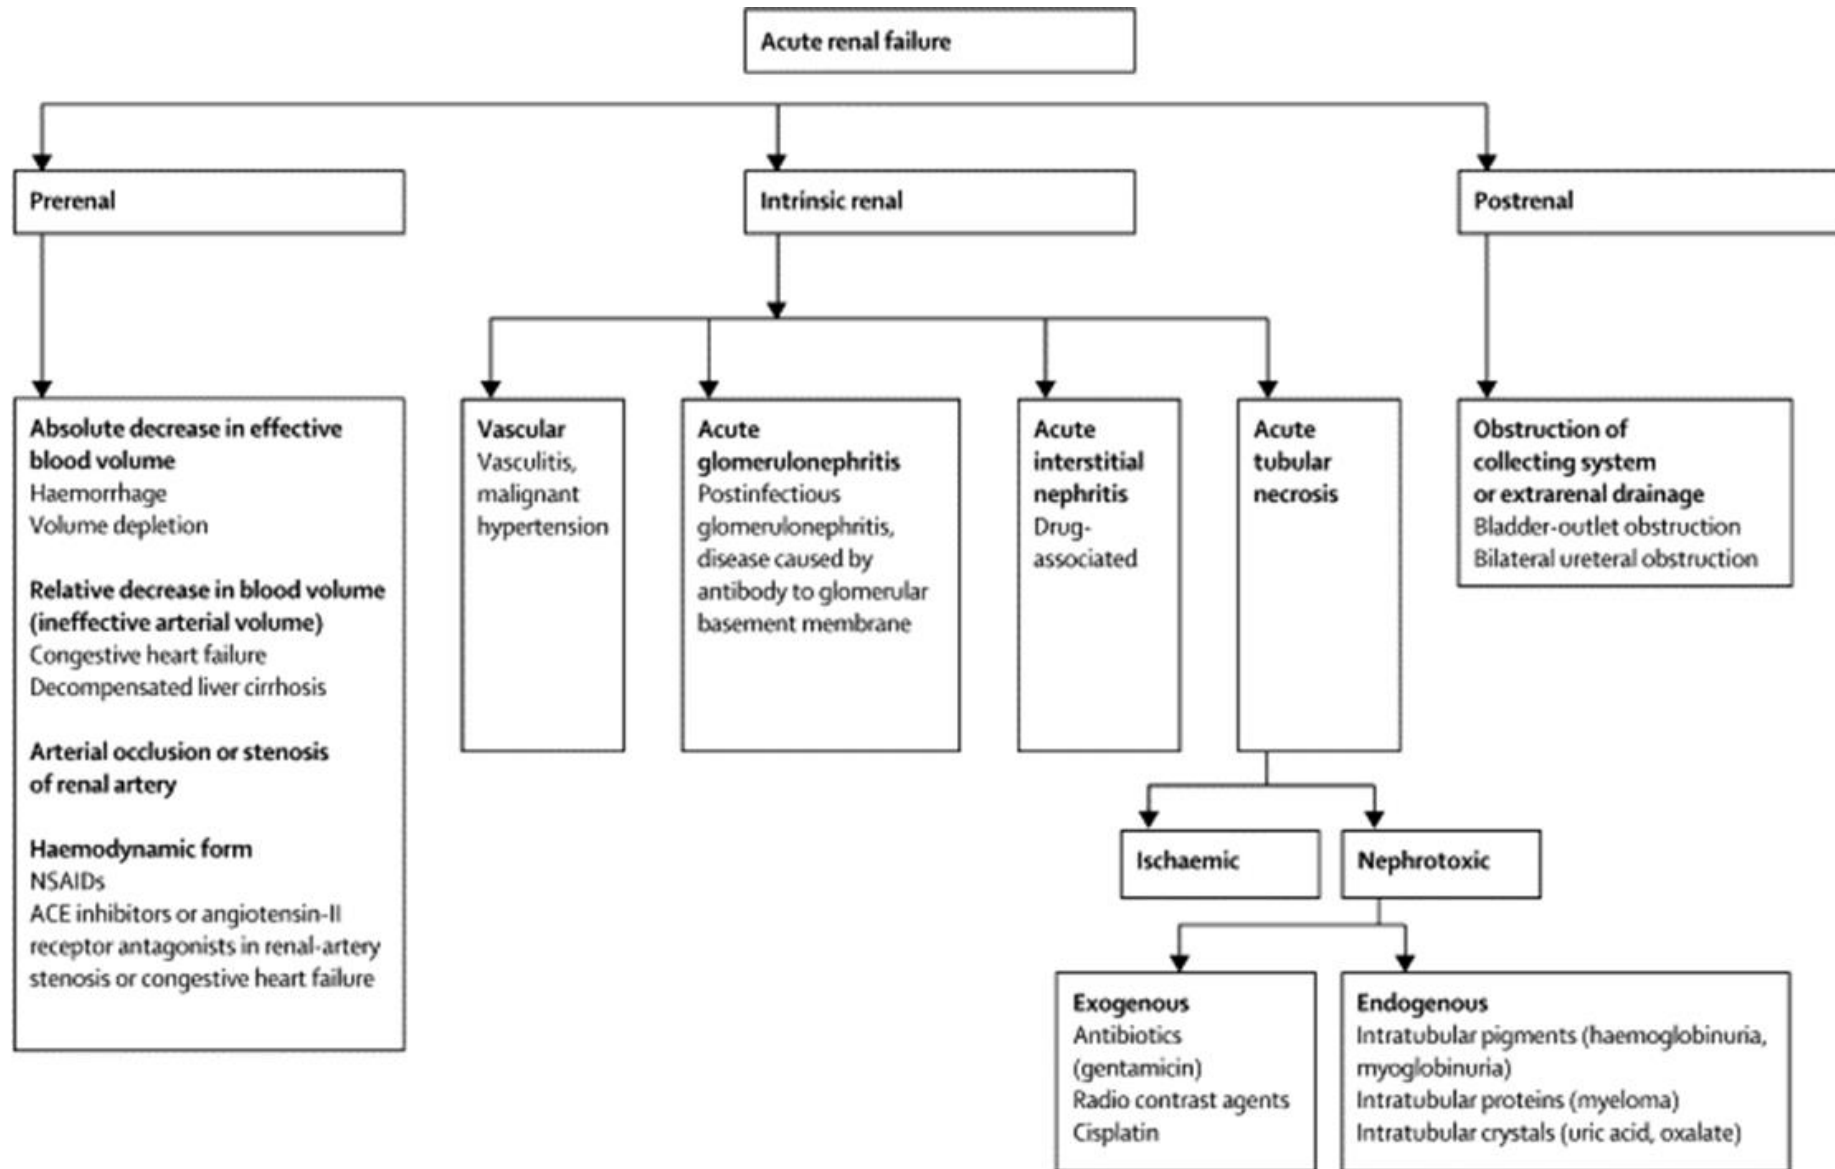 Acute renal failure
Prerenal
Intrinsic renal
Postrenal
Absolute decrease in effective
blood volume
Haemorrhage
Volume depletion
Relative decrease in blood volume
(ineffective arterial volume)
Congestive heart failure
Decompensated liver cirrhosis
Arterial occlusion or stenosis
of renal artery
Haemodynamic form
NSAIDs
ACE inhibitors or angiotensin-II
receptor antagonists in renal-artery
stenosis or congestive heart failure
Vascular
Vasculitis,
malignant
hypertension
Acute
glomerulonephritis
Postinfectious
glomerulonephritis,
disease caused by
antibody to glomerular
basement membrane
Acute
interstitial
nephritis
Drug-
associated
Acute
tubular
necrosis
Obstruction of
collecting system
or extrarenal drainage
Bladder-outlet obstruction
Bilateral ureteral obstruction
Ischaemic
Nephrotoxic
Exogenous
Antibiotics
(gentamicin)
Radio contrast agents
Cisplatin
Endogenous
Intratubular pigments (haemoglobinuria,
myoglobinuria)
Intratubular proteins (myeloma)
Intratubular crystals (uric acid, oxalate)